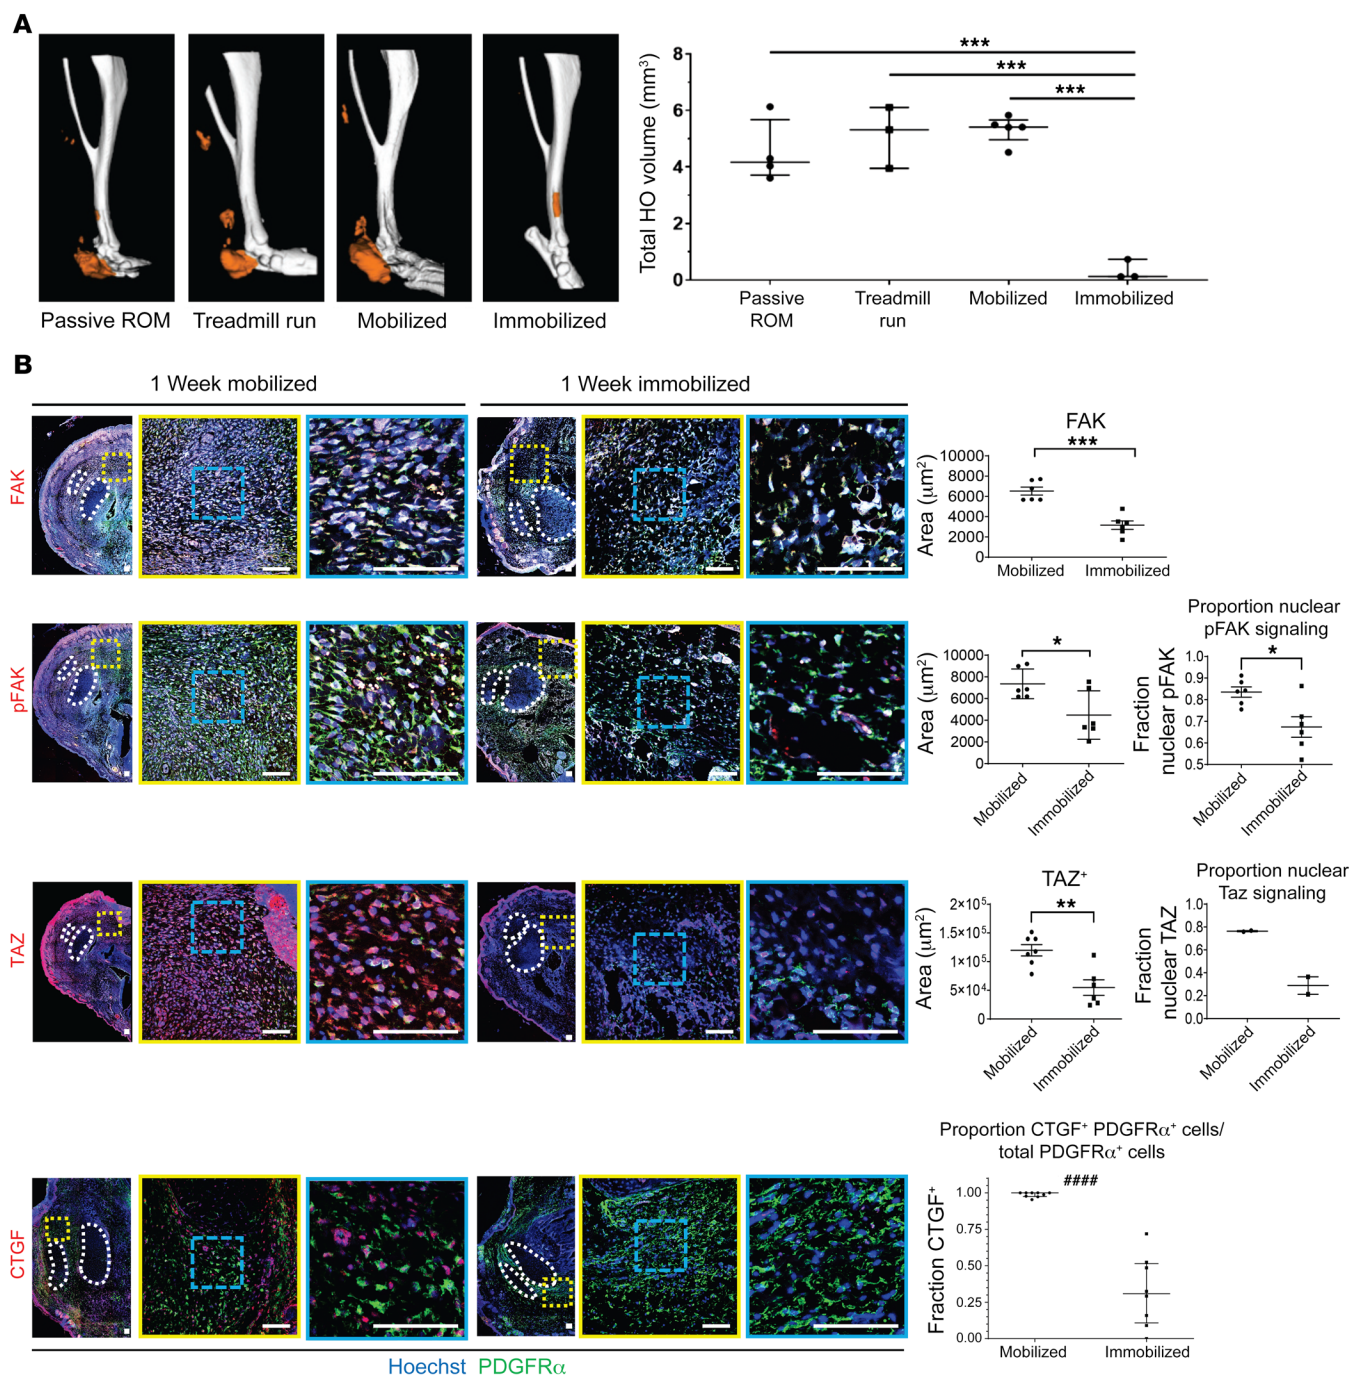 A
Passive ROM
Treadmill run
Mobilized
Immobilized
Total HO volume (mm³)
8
6
4
2
0
***
***
***
Passive
ROM
Treadmill
run
Mobilized
Immobilized
B
1 Week mobilized
1 Week immobilized
FAK
FAK
***
Area (µm²)
10000
8000
6000
4000
2000
0
Mobilized
Immobilized
pFAK
*
Area (µm²)
10000
8000
6000
4000
2000
0
Mobilized
Immobilized
Proportion nuclear
pFAK signaling
*
Fraction
nuclear pFAK
1.0
0.9
0.8
0.7
0.6
0.5
Mobilized
Immobilized
TAZ
TAZ⁺
**
Area (µm²)
2×10⁵
1.5×10⁵
1×10⁵
5×10⁴
0
Mobilized
Immobilized
Proportion nuclear
Taz signaling
Fraction
nuclear TAZ
1.0
0.8
0.6
0.4
0.2
0.0
Mobilized
Immobilized
CTGF
Proportion CTGF⁺ PDGFRα⁺ cells/
total PDGFRα⁺ cells
####
Fraction CTGF⁺
1.00
0.75
0.50
0.25
0.00
Mobilized
Immobilized
Hoechst PDGFRα